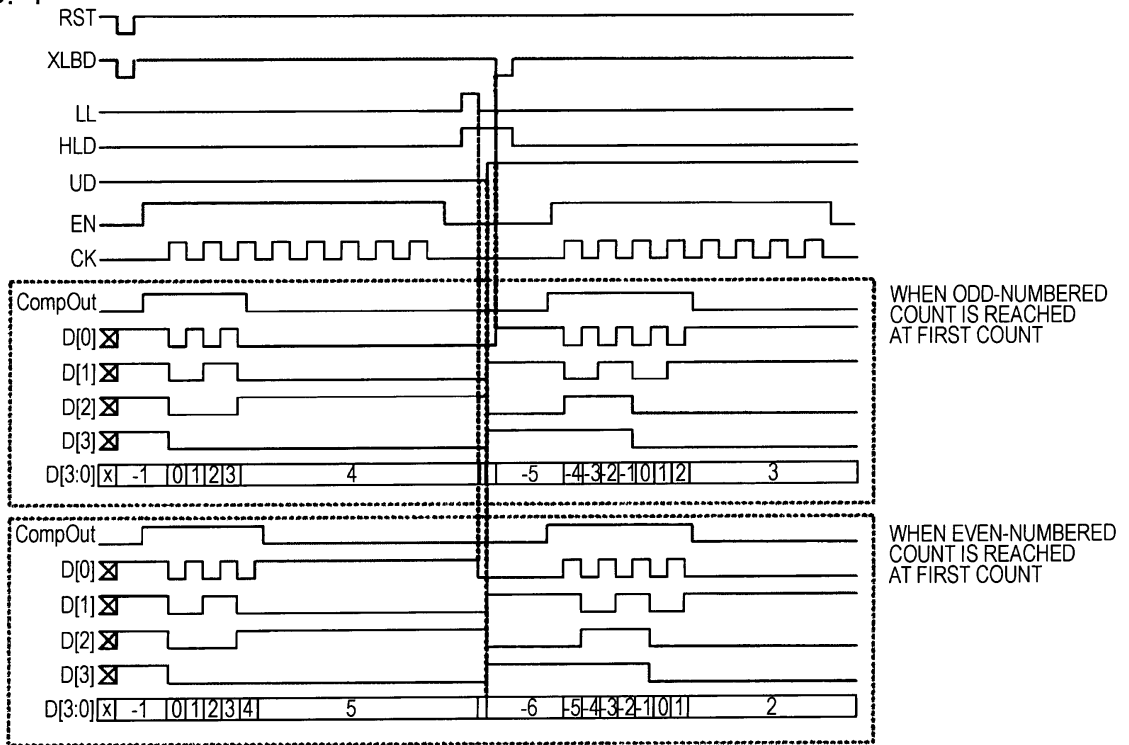 RST
XLBD
LL
HLD
UD
EN
CK
CompOut
D[0]
D[1]
D[2]
D[3]
D[3:0] x -1 0 1 2 3 4 -5 -4 -3 -2 -1 0 1 2 3
WHEN ODD-NUMBERED
COUNT IS REACHED
AT FIRST COUNT
CompOut
D[0]
D[1]
D[2]
D[3]
D[3:0] x -1 0 1 2 3 4 5 -6 -5 -4 -3 -2 -1 0 1 2
WHEN EVEN-NUMBERED
COUNT IS REACHED
AT FIRST COUNT